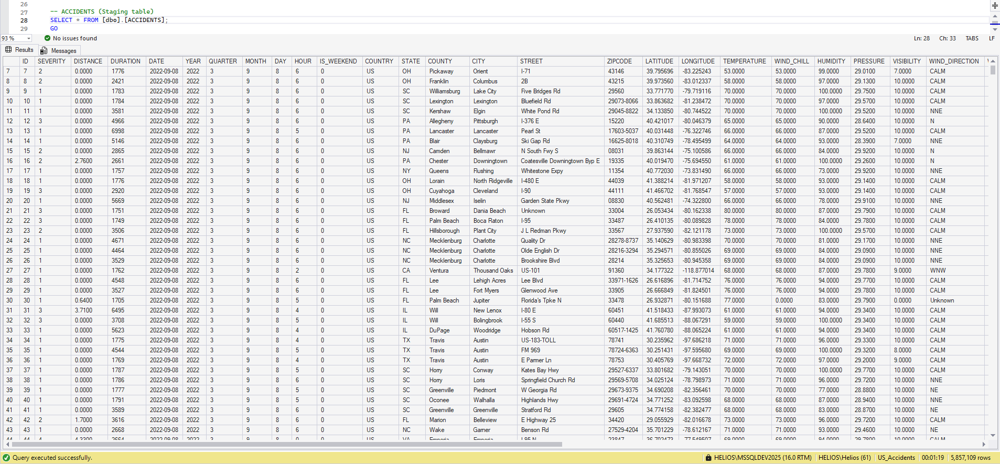 26
27 -- ACCIDENTS (Staging table)
28 SELECT * FROM [dbo].[ACCIDENTS];
29 GO
93 % No issues found Ln: 28 Ch: 33 TABS LF
Results Messages
ID SEVERITY DISTANCE DURATION DATE YEAR QUARTER MONTH DAY HOUR IS_WEEKEND COUNTRY STATE COUNTY CITY STREET ZIPCODE LATITUDE LONGITUDE TEMPERATURE WIND_CHILL HUMIDITY PRESSURE VISIBILITY WIND_DIRECTION
7 7 2 0.0000 1776 2022-09-08 2022 3 9 8 6 0 US OH Pickaway Orient I-71 43146 39.795696 -83.225243 53.0000 53.0000 99.0000 29.0100 7.0000 CALM
8 8 2 0.0000 2421 2022-09-08 2022 3 9 8 6 0 US OH Franklin Columbus 2B 43215 39.973560 -83.012337 58.0000 58.0000 97.0000 29.1300 10.0000 CALM
9 9 1 0.0000 1783 2022-09-08 2022 3 9 8 6 0 US SC Williamsburg Lake City Five Bridges Rd 29560 33.771770 -79.719116 70.0000 70.0000 100.0000 29.7500 10.0000 CALM
10 10 1 0.0000 1784 2022-09-08 2022 3 9 8 6 0 US SC Lexington Lexington Bluefield Rd 29073-8066 33.863682 -81.238472 70.0000 70.0000 97.0000 29.5700 10.0000 CALM
11 11 1 0.0000 3581 2022-09-08 2022 3 9 8 6 0 US SC Kershaw Elgin White Pond Rd 29045-8822 34.133850 -80.744522 70.0000 70.0000 100.0000 29.5200 10.0000 NNE
12 12 3 0.0000 4966 2022-09-08 2022 3 9 8 6 0 US PA Allegheny Pittsburgh I-376 E 15220 40.421017 -80.046379 65.0000 65.0000 90.0000 28.6400 10.0000 N
13 13 1 0.0000 6998 2022-09-08 2022 3 9 8 5 0 US PA Lancaster Lancaster Pearl St 17603-5037 40.031448 -76.322746 66.0000 66.0000 87.0000 29.5200 10.0000 CALM
14 14 1 0.0000 5146 2022-09-08 2022 3 9 8 6 0 US PA Blair Claysburg Ski Gap Rd 16625-8018 40.310749 -78.495499 64.0000 64.0000 93.0000 28.3900 7.0000 NNE
15 15 2 0.0000 2865 2022-09-08 2022 3 9 8 6 0 US NJ Camden Bellmawr N South Fwy S 08031 39.863144 -75.100586 66.0000 66.0000 84.0000 29.9200 10.0000 N
16 16 2 2.7600 2661 2022-09-08 2022 3 9 8 6 0 US PA Chester Downingtown Coatesville Downingtown Byp E 19335 40.019470 -75.694550 61.0000 61.0000 100.0000 29.2600 10.0000 N
17 17 1 0.0000 1757 2022-09-08 2022 3 9 8 6 0 US NY Queens Flushing Whitestone Expy 11354 40.772030 -73.831490 66.0000 66.0000 73.0000 29.9200 10.0000 NNE
18 18 1 0.0000 1776 2022-09-08 2022 3 9 8 6 0 US OH Lorain North Ridgeville I-480 E 44039 41.388214 -81.971207 58.0000 58.0000 93.0000 29.1400 10.0000 CALM
19 19 3 0.0000 2920 2022-09-08 2022 3 9 8 6 0 US OH Cuyahoga Cleveland I-90 44111 41.466702 -81.768547 57.0000 57.0000 93.0000 29.1400 10.0000 CALM
20 20 1 0.0000 5669 2022-09-08 2022 3 9 8 6 0 US NJ Middlesex Iselin Garden State Pkwy 08830 40.562481 -74.322800 66.0000 66.0000 78.0000 29.9100 10.0000 NNE
21 21 3 0.0000 1751 2022-09-08 2022 3 9 8 6 0 US FL Broward Dania Beach Unknown 33004 26.053434 -80.162338 80.0000 80.0000 87.0000 29.7900 10.0000 CALM
22 22 3 0.0000 1749 2022-09-08 2022 3 9 8 6 0 US FL Palm Beach Boca Raton I-95 33487 26.410135 -80.089828 78.0000 78.0000 84.0000 29.7800 10.0000 CALM
23 23 2 0.0000 3506 2022-09-08 2022 3 9 8 6 0 US FL Hillsborough Plant City J L Redman Pkwy 33567 27.937590 -82.121178 73.0000 73.0000 100.0000 29.5700 10.0000 CALM
24 24 1 0.0000 4671 2022-09-08 2022 3 9 8 6 0 US NC Mecklenburg Charlotte Quality Dr 28278-8737 35.140629 -80.983398 70.0000 70.0000 81.0000 29.1700 10.0000 NNE
25 25 1 0.0000 4464 2022-09-08 2022 3 9 8 6 0 US NC Mecklenburg Charlotte Olde English Dr 28216-3294 35.294571 -80.855026 69.0000 69.0000 84.0000 29.0900 10.0000 NNE
26 26 1 0.0000 3529 2022-09-08 2022 3 9 8 6 0 US NC Mecklenburg Charlotte Brookshire Blvd 28214 35.325653 -80.945358 69.0000 69.0000 84.0000 29.0900 10.0000 NNE
27 27 1 0.0000 1762 2022-09-08 2022 3 9 8 2 0 US CA Ventura Thousand Oaks US-101 91360 34.177322 -118.877014 68.0000 68.0000 87.0000 29.7800 9.0000 WNW
28 28 1 0.0000 4548 2022-09-08 2022 3 9 8 6 0 US FL Lee Lehigh Acres Lee Blvd 33971-1626 26.616896 -81.714752 76.0000 76.0000 94.0000 29.7700 10.0000 CALM
29 29 1 0.0000 3527 2022-09-08 2022 3 9 8 6 0 US FL Lee Fort Myers Glenwood Ave 33905 26.666849 -81.824501 76.0000 76.0000 94.0000 29.7800 10.0000 CALM
30 30 1 0.6400 1705 2022-09-08 2022 3 9 8 5 0 US FL Palm Beach Jupiter Florida's Tpke N 33478 26.932871 -80.151688 77.0000 0.0000 83.0000 29.7900 0.0000 Unknown
31 31 3 3.7100 6495 2022-09-08 2022 3 9 8 4 0 US IL Will New Lenox I-80 E 60451 41.518433 -87.993073 61.0000 61.0000 94.0000 29.3400 10.0000 CALM
32 32 3 0.0000 3708 2022-09-08 2022 3 9 8 5 0 US IL Will Bolingbrook I-55 S 60440 41.685513 -88.067291 59.0000 59.0000 100.0000 29.3400 10.0000 CALM
33 33 1 0.0000 5623 2022-09-08 2022 3 9 8 4 0 US IL DuPage Woodridge Hobson Rd 60517-1425 41.760780 -88.065224 61.0000 61.0000 94.0000 29.3400 10.0000 CALM
34 34 1 0.0000 1775 2022-09-08 2022 3 9 8 4 0 US TX Travis Austin US-183-TOLL 78741 30.235962 -97.686218 71.0000 71.0000 96.0000 29.3300 10.0000 CALM
35 35 1 0.0000 4544 2022-09-08 2022 3 9 8 5 0 US TX Travis Austin FM 969 78724-6363 30.251431 -97.595680 69.0000 69.0000 100.0000 29.3200 8.0000 CALM
36 36 1 0.0000 1769 2022-09-08 2022 3 9 8 4 0 US TX Travis Austin E Parmer Ln 78753 30.405769 -97.668732 72.0000 72.0000 97.0000 29.2000 9.0000 CALM
37 37 1 0.0000 1787 2022-09-08 2022 3 9 8 5 0 US SC Horry Conway Kates Bay Hwy 29527-6337 33.801682 -79.143051 70.0000 70.0000 100.0000 29.7700 10.0000 CALM
38 38 1 0.0000 1786 2022-09-08 2022 3 9 8 6 0 US SC Horry Loris Springfield Church Rd 29569-5708 34.025124 -78.798973 71.0000 71.0000 96.0000 29.7200 10.0000 NNE
39 39 1 0.0000 1777 2022-09-08 2022 3 9 8 5 0 US SC Greenville Piedmont W Georgia Rd 29673-9375 34.690208 -82.356461 70.0000 70.0000 77.0000 28.8800 10.0000 NE
40 40 1 0.0000 1791 2022-09-08 2022 3 9 8 5 0 US SC Oconee Walhalla Highlands Hwy 29691-4724 34.771252 -83.092598 68.0000 68.0000 87.0000 28.9400 10.0000 NNE
41 41 1 0.0000 3589 2022-09-08 2022 3 9 8 6 0 US SC Greenville Greenville Stratford Rd 29605 34.774158 -82.382477 68.0000 68.0000 83.0000 28.8700 10.0000 NE
42 42 2 1.7000 3616 2022-09-08 2022 3 9 8 6 0 US FL Marion Belleview E Highway 25 34420 29.055929 -82.016678 73.0000 73.0000 96.0000 29.7200 10.0000 CALM
43 43 1 0.0000 2668 2022-09-08 2022 3 9 8 6 0 US NC Wake Garner Benson Rd 27529-4204 35.701229 -78.612167 71.0000 71.0000 93.0000 29.4600 10.0000 NE
Query executed successfully. HELIOS\MSSQLDEV2025 (16.0 RTM) HELIOS\Helios (61) US_Accidents 00:01:19 5,857,109 rows